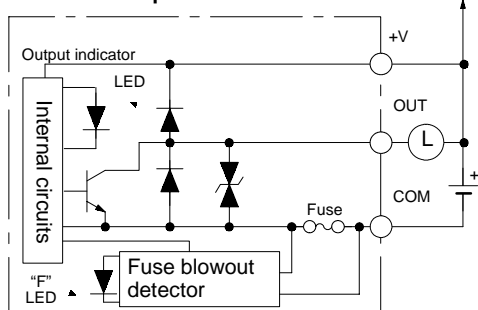 +V
Output indicator
LED
OUT
Internal circuits
L
+
COM
Fuse
Fuse blowout
detector
“F”
LED